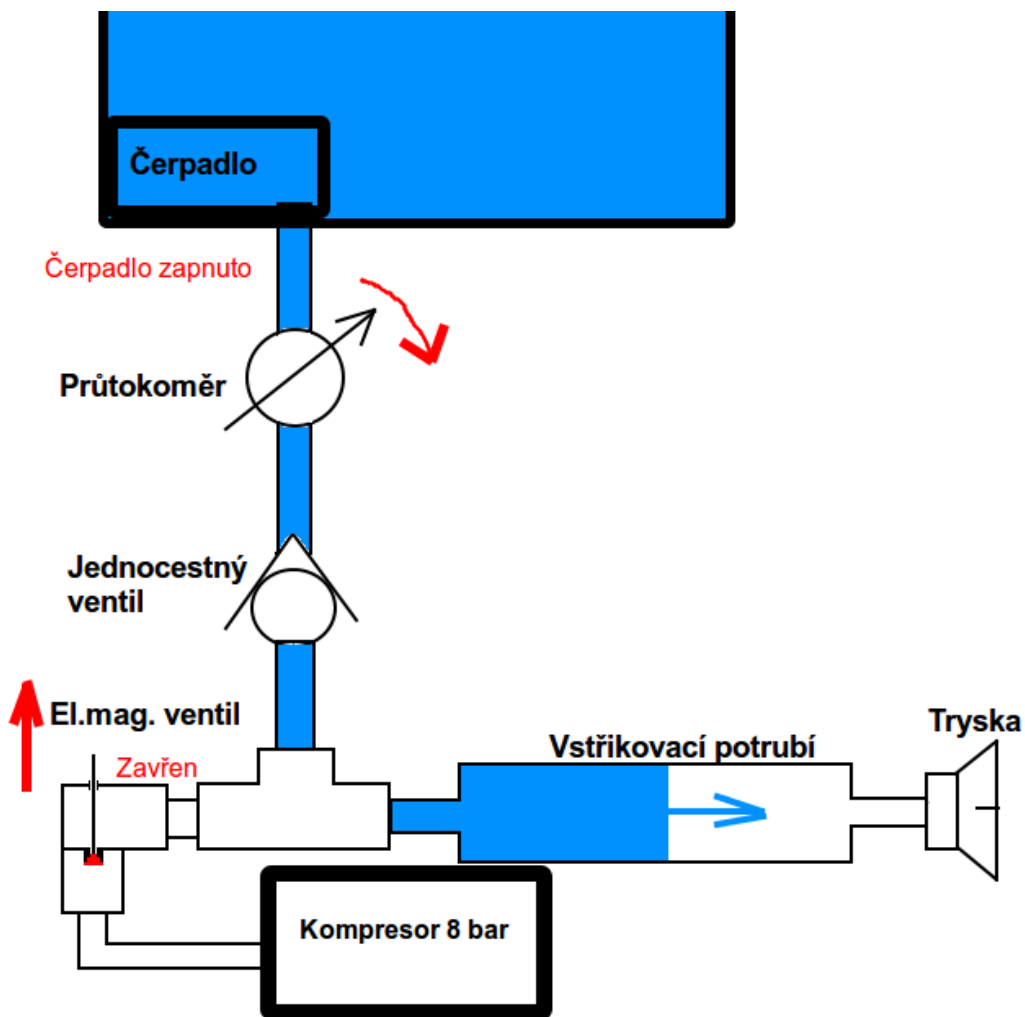 Čerpadlo
Čerpadlo zapnuto
Průtokoměr
Jednocestný
ventil
El.mag. ventil
Zavřen
Vstřikovací potrubí
Tryska
Kompresor 8 bar